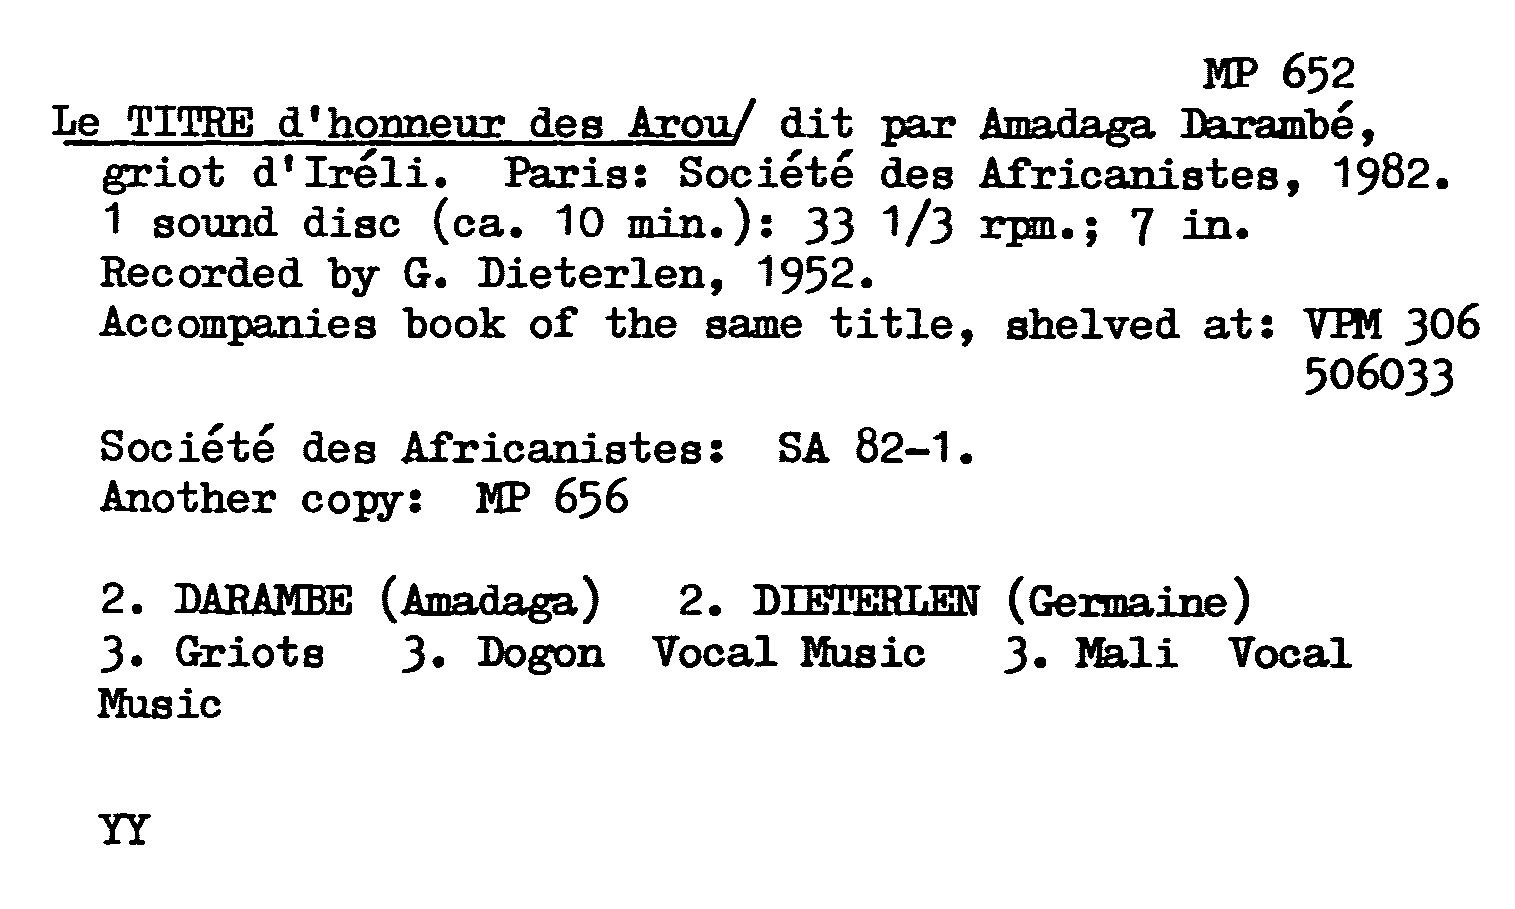 MP 652
Le TITRE d'honneur des Arou/ dit par Amadaga Darambé,
griot d'Iréli. Paris: Société des Africanistes, 1982.
1 sound disc (ca. 10 min.): 33 1/3 rpm.; 7 in.
Recorded by G. Dieterlen, 1952.
Accompanies book of the same title, shelved at: VPM 306
506033
Société des Africanistes: SA 82-1.
Another copy: MP 656
2. DARAMBE (Amadaga) 2. DIETERLEN (Germaine)
3. Griots 3. Dogon Vocal Music 3. Mali Vocal
Music
YY